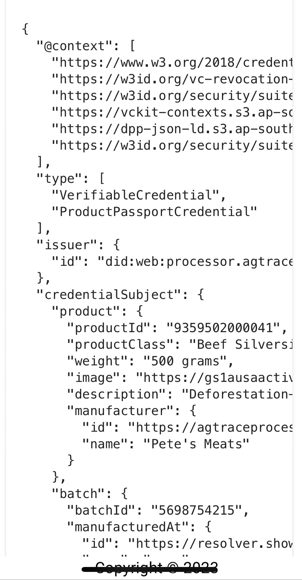 {
"@context": [
"https://www.w3.org/2018/credent
"https://w3id.org/vc-revocation-
"https://w3id.org/security/suite
"https://vckit-contexts.s3.ap-so
"https://dpp-json-ld.s3.ap-south
"https://w3id.org/security/suite
],
"type": [
"VerifiableCredential",
"ProductPassportCredential"
],
"issuer": {
"id": "did:web:processor.agtrace
},
"credentialSubject": {
"product": {
"productId": "9359502000041",
"productClass": "Beef Silversi
"weight": "500 grams",
"image": "https://gs1ausaactiv
"description": "Deforestation-
"manufacturer": {
"id": "https://agtraceproces
"name": "Pete's Meats"
}
},
"batch": {
"batchId": "5698754215",
"manufacturedAt": {
"id": "https://resolver.show
Copyright © 2023